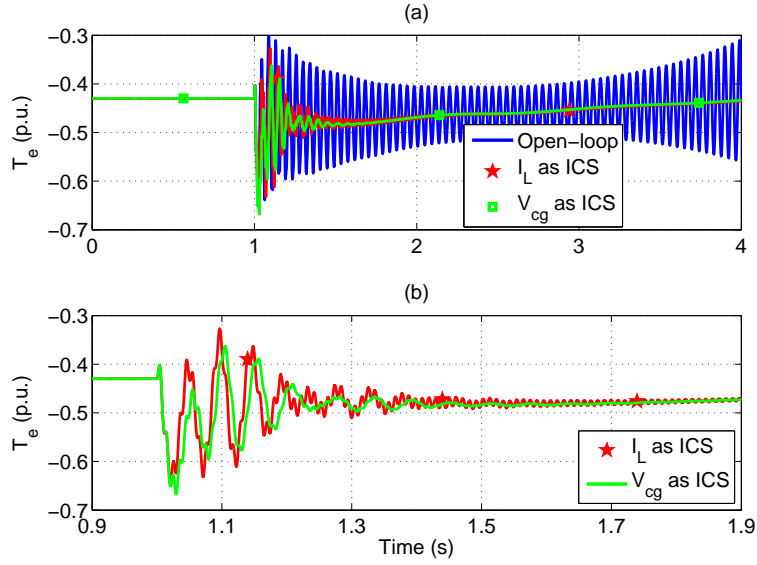 (a)
−0.3
−0.4
−0.5
−0.6
−0.7
T_e (p.u.)
0
1
2
3
4
Open−loop
I_L as ICS
V_cg as ICS
(b)
−0.3
−0.4
−0.5
−0.6
−0.7
T_e (p.u.)
0.9
1.1
1.3
1.5
1.7
1.9
Time (s)
I_L as ICS
V_cg as ICS